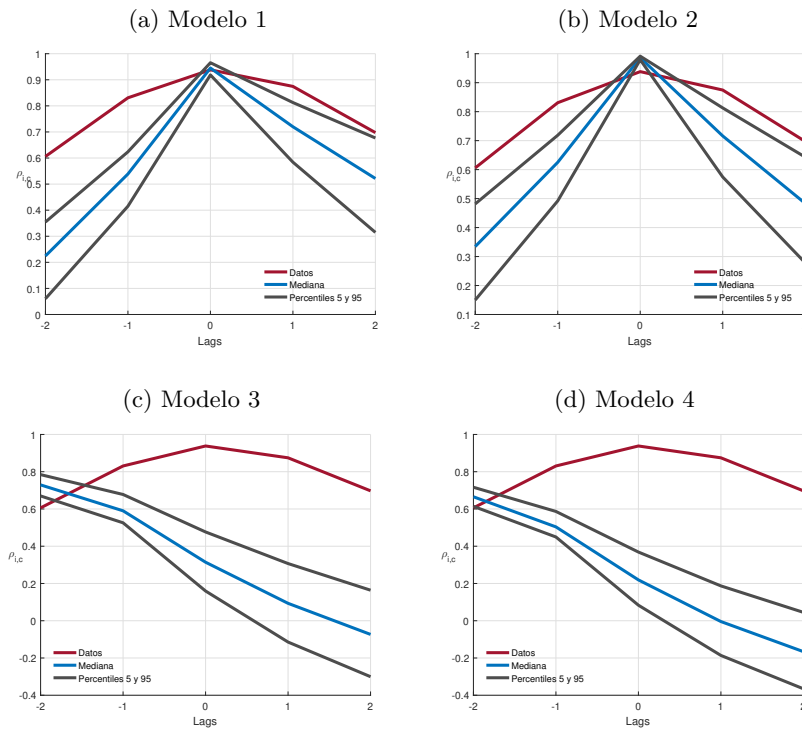 (a) Modelo 1
1
0.9
0.8
0.7
0.6
ρi,c
0.5
0.4
0.3
0.2
0.1
0
-2 -1 0 1 2
Lags
Datos
Mediana
Percentiles 5 y 95
(b) Modelo 2
1
0.9
0.8
0.7
ρi,c
0.6
0.5
0.4
0.3
0.2
0.1
-2 -1 0 1 2
Lags
Datos
Mediana
Percentiles 5 y 95
(c) Modelo 3
1
0.8
0.6
0.4
ρi,c
0.2
0
-0.2
-0.4
-2 -1 0 1 2
Lags
Datos
Mediana
Percentiles 5 y 95
(d) Modelo 4
1
0.8
0.6
0.4
ρi,c
0.2
0
-0.2
-0.4
-2 -1 0 1 2
Lags
Datos
Mediana
Percentiles 5 y 95